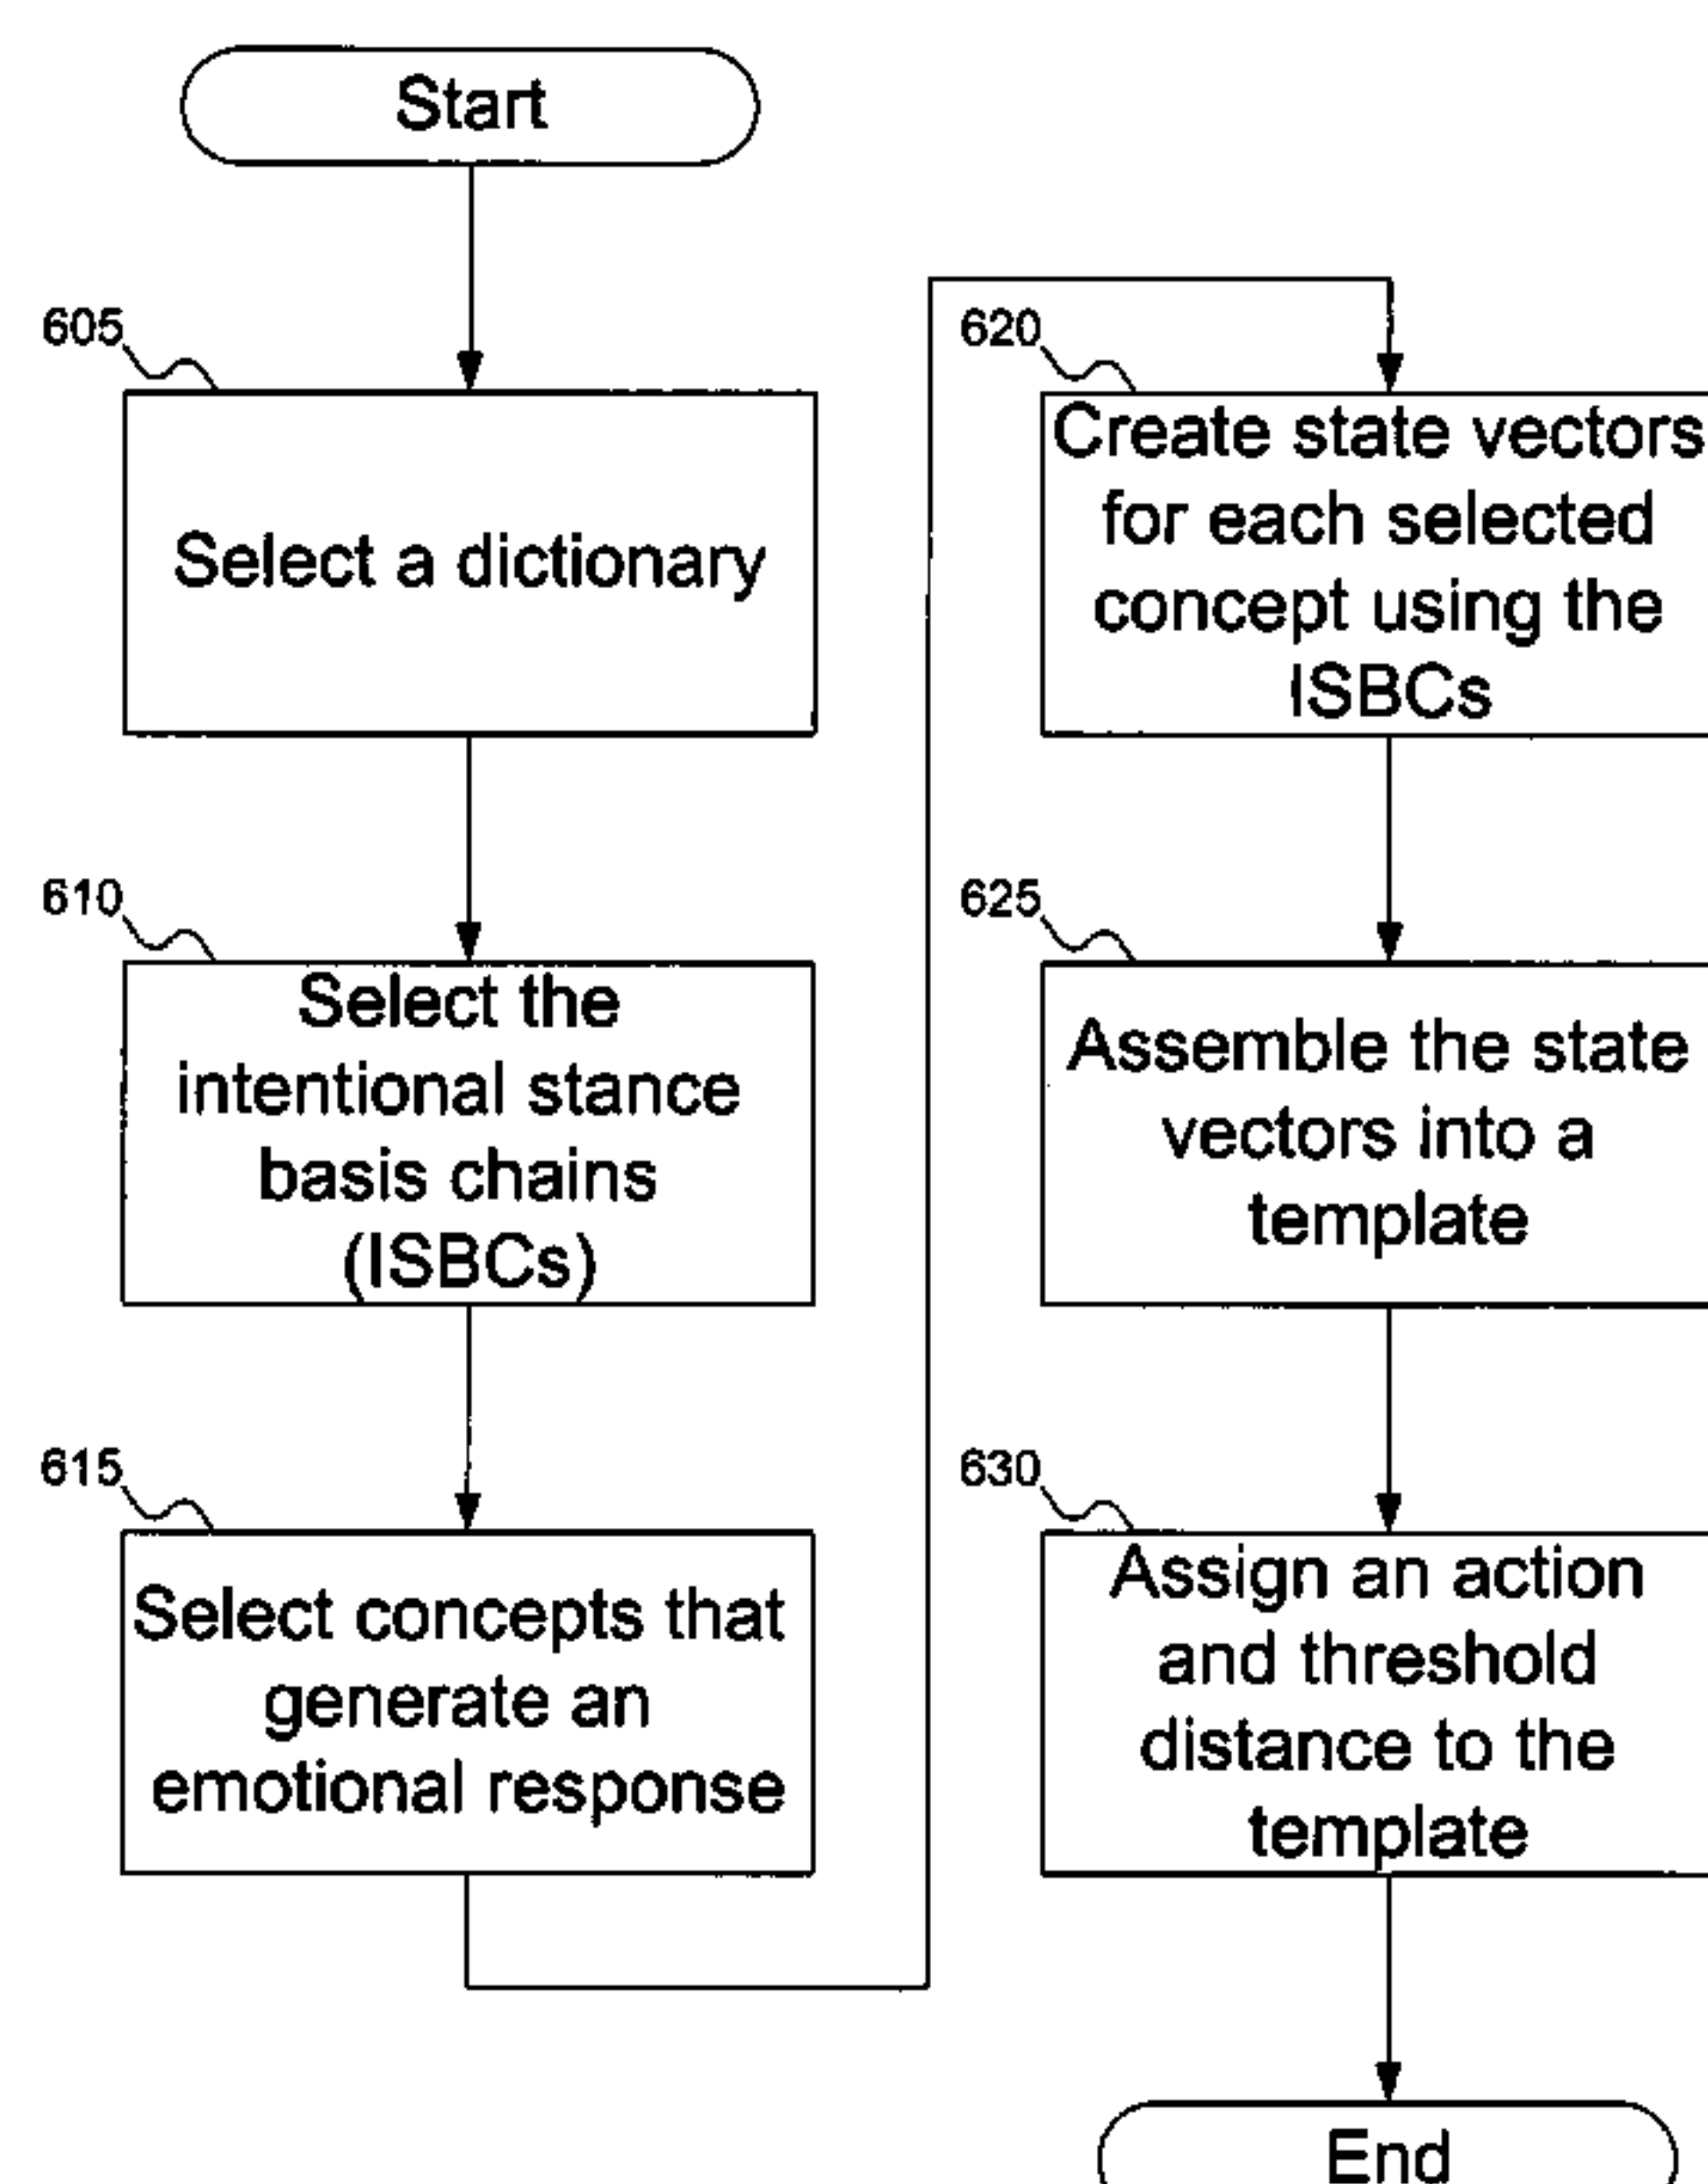 Start
605
Select a dictionary
610
Select the
intentional stance
basis chains
(ISBCs)
615
Select concepts that
generate an
emotional response
620
Create state vectors
for each selected
concept using the
ISBCs
625
Assemble the state
vectors into a
template
630
Assign an action
and threshold
distance to the
template
End